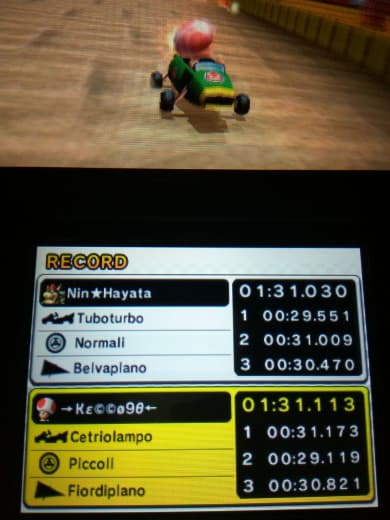 RECORD
Nin★Hayata 01:31.030
Tuboturbo 1 00:29.551
Normali 2 00:31.009
Belvaplano 3 00:30.470
→Kε©©ø9θ← 01:31.113
Cetriolampo 1 00:31.173
Piccoli 2 00:29.119
Fiordiplano 3 00:30.821